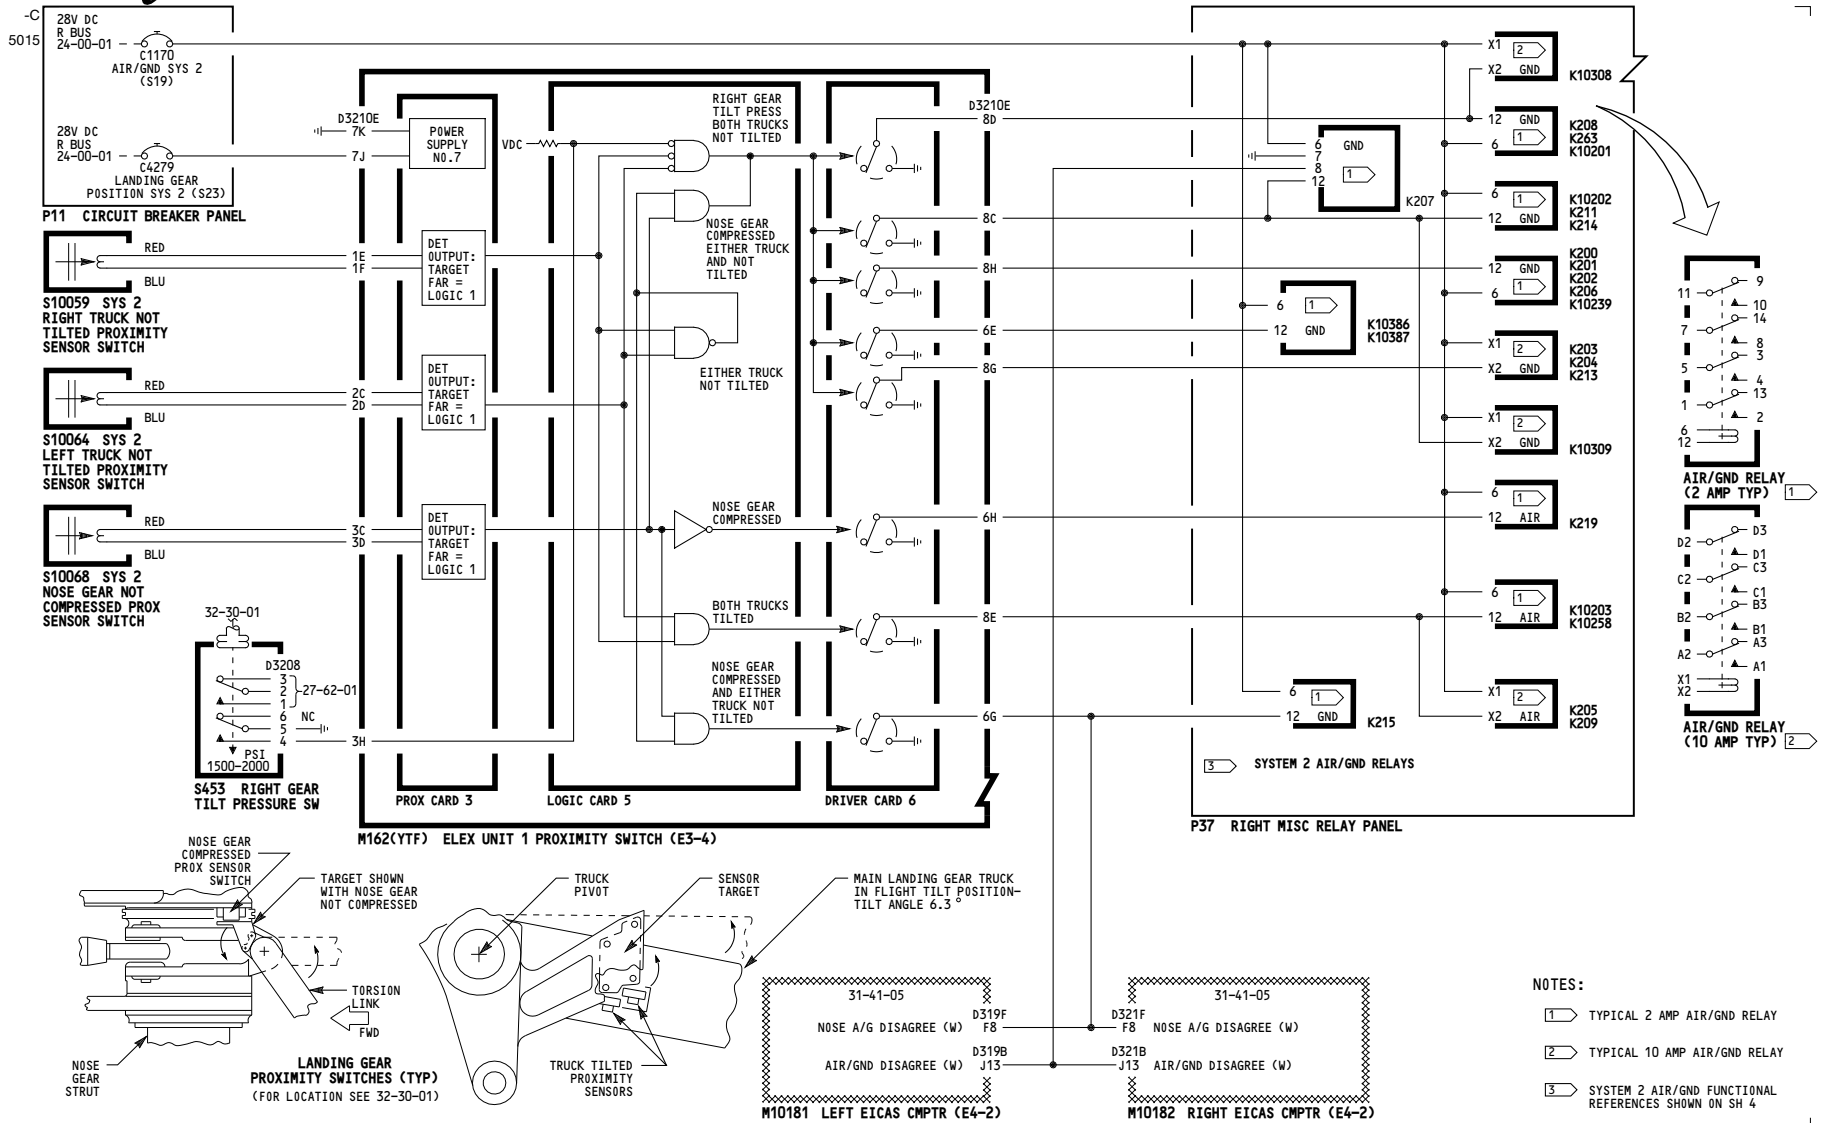 -C
5015
28V DC
R BUS
24-00-01
C1170
AIR/GND SYS 2
(S19)
28V DC
R BUS
24-00-01
C4279
LANDING GEAR
POSITION SYS 2 (S23)
P11 CIRCUIT BREAKER PANEL
RED
BLU
S10059 SYS 2
RIGHT TRUCK NOT
TILTED PROXIMITY
SENSOR SWITCH
RED
BLU
S10064 SYS 2
LEFT TRUCK NOT
TILTED PROXIMITY
SENSOR SWITCH
RED
BLU
S10068 SYS 2
NOSE GEAR NOT
COMPRESSED PROX
SENSOR SWITCH
32-30-01
D3208
3
2
1
27-62-01
6 NC
5
4
PSI
1500-2000
S453 RIGHT GEAR
TILT PRESSURE SW
D3210E
7K
7J
1E
1F
2C
2D
3C
3D
3H
POWER
SUPPLY
NO.7
DET
OUTPUT:
TARGET
FAR =
LOGIC 1
DET
OUTPUT:
TARGET
FAR =
LOGIC 1
DET
OUTPUT:
TARGET
FAR =
LOGIC 1
PROX CARD 3
VDC
RIGHT GEAR
TILT PRESS
BOTH TRUCKS
NOT TILTED
NOSE GEAR
COMPRESSED
EITHER TRUCK
AND NOT
TILTED
EITHER TRUCK
NOT TILTED
NOSE GEAR
COMPRESSED
BOTH TRUCKS
TILTED
NOSE GEAR
COMPRESSED
AND EITHER
TRUCK NOT
TILTED
LOGIC CARD 5
DRIVER CARD 6
M162(YTF) ELEX UNIT 1 PROXIMITY SWITCH (E3-4)
D3210E
8D
8C
8H
6E
8G
6H
8E
6G
6 GND
7
8
12
1
K207
6 1
12 GND
K10386
K10387
6 1
12 GND
K215
3 SYSTEM 2 AIR/GND RELAYS
X1 2
X2 GND
K10308
12 GND
6 1
K208
K263
K10201
6 1
12 GND
K10202
K211
K214
12 GND
6 1
K200
K201
K202
K206
K10239
X1 2
X2 GND
K203
K204
K213
X1 2
X2 GND
K10309
6 1
12 AIR
K219
6 1
12 AIR
K10203
K10258
X1 2
X2 AIR
K205
K209
P37 RIGHT MISC RELAY PANEL
9
11
10
14
7
8
3
5
4
13
1
2
6
12
AIR/GND RELAY
(2 AMP TYP) 1
D3
D2
D1
C3
C2
C1
B3
B2
B1
A3
A2
A1
X1
X2
AIR/GND RELAY
(10 AMP TYP) 2
NOSE GEAR
COMPRESSED
PROX SENSOR
SWITCH
TARGET SHOWN
WITH NOSE GEAR
NOT COMPRESSED
TORSION
LINK
FWD
NOSE
GEAR
STRUT
LANDING GEAR
PROXIMITY SWITCHES (TYP)
(FOR LOCATION SEE 32-30-01)
TRUCK
PIVOT
SENSOR
TARGET
MAIN LANDING GEAR TRUCK
IN FLIGHT TILT POSITION-
TILT ANGLE 6.3°
TRUCK TILTED
PROXIMITY
SENSORS
31-41-05
D319F
NOSE A/G DISAGREE (W) F8
D319B
AIR/GND DISAGREE (W) J13
M10181 LEFT EICAS CMPTR (E4-2)
31-41-05
D321F
F8 NOSE A/G DISAGREE (W)
D321B
J13 AIR/GND DISAGREE (W)
M10182 RIGHT EICAS CMPTR (E4-2)
NOTES:
1 TYPICAL 2 AMP AIR/GND RELAY
2 TYPICAL 10 AMP AIR/GND RELAY
3 SYSTEM 2 AIR/GND FUNCTIONAL
REFERENCES SHOWN ON SH 4